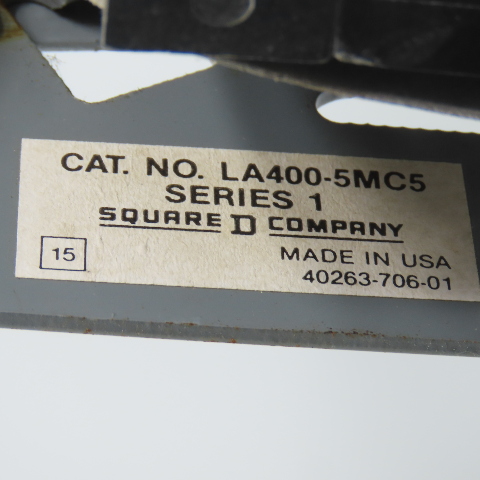 CAT. NO. LA400-5MC5
SERIES 1
SQUARE D COMPANY
15
MADE IN USA
40263-706-01